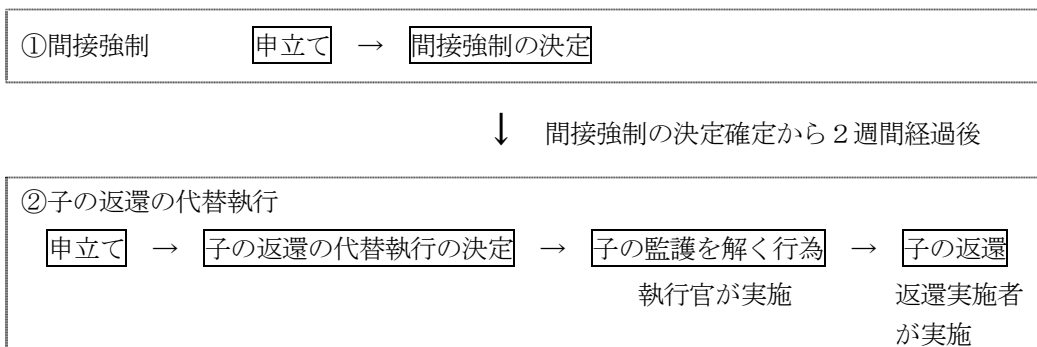 ①間接強制 申立て → 間接強制の決定
↓ 間接強制の決定確定から2週間経過後
②子の返還の代替執行
申立て → 子の返還の代替執行の決定 → 子の監護を解く行為 → 子の返還
執行官が実施 返還実施者
が実施